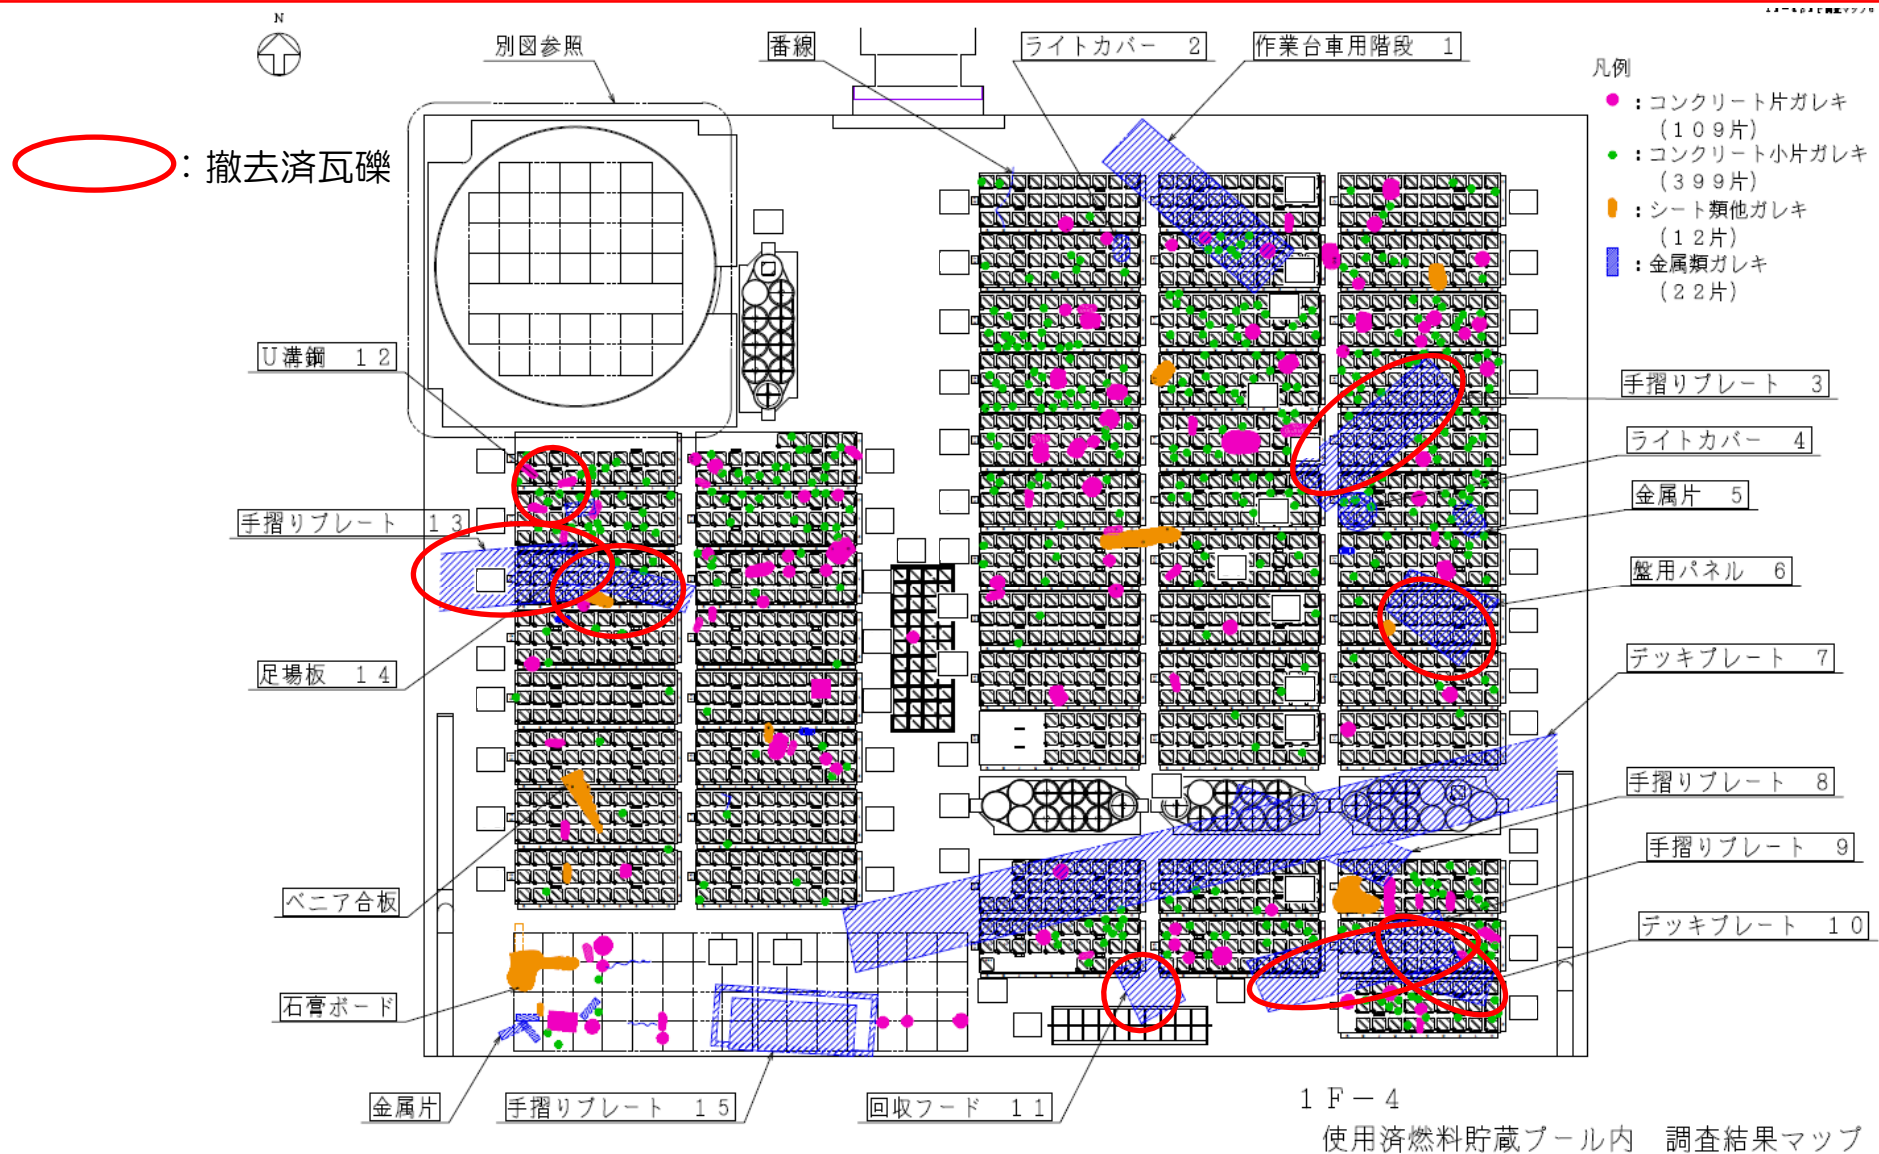 N
別図参照
番線
ライトカバー 2
作業台車用階段 1
凡例
：コンクリート片ガレキ
(109片)
：コンクリート小片ガレキ
(399片)
：シート類他ガレキ
(12片)
：金属類ガレキ
(22片)
：撤去済瓦礫
U溝鋼 12
手摺りプレート 3
ライトカバー 4
金属片 5
手摺りプレート 13
盤用パネル 6
足場板 14
デッキプレート 7
手摺りプレート 8
手摺りプレート 9
ベニア合板
デッキプレート 10
石膏ボード
金属片
手摺りプレート 15
回収フード 11
1F－4
使用済燃料貯蔵プール内 調査結果マップ